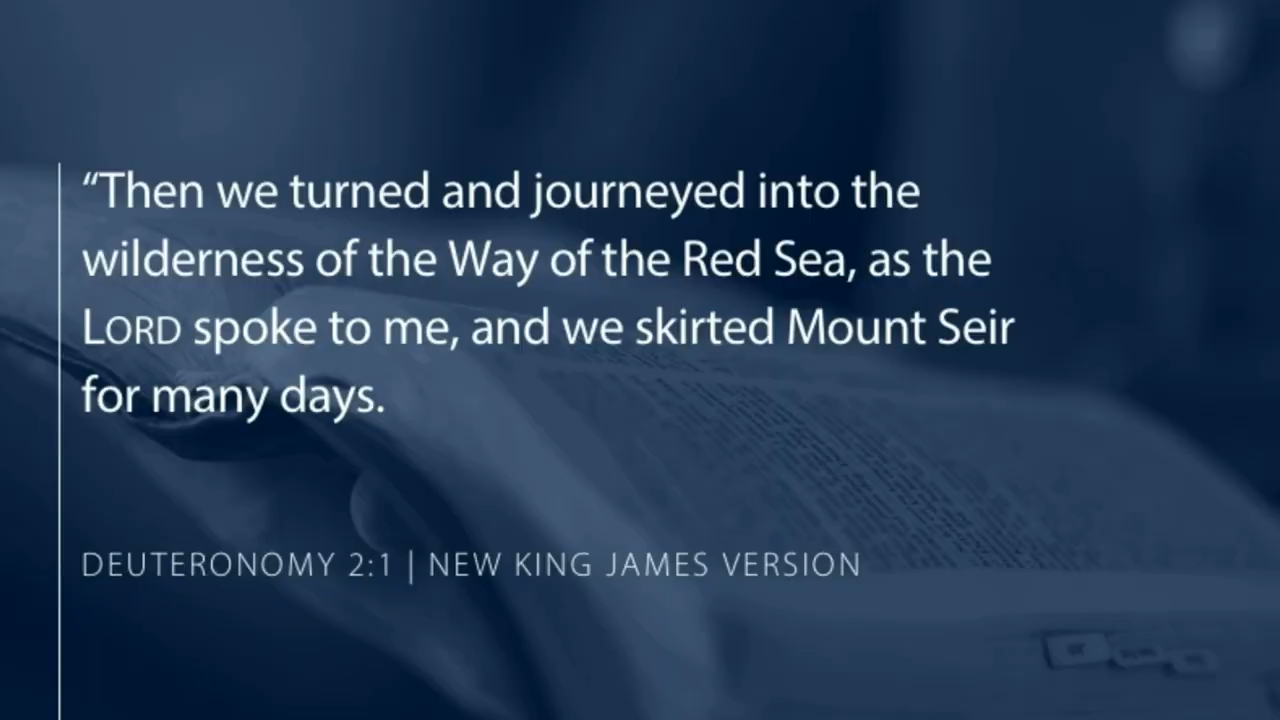 “Then we turned and journeyed into the
wilderness of the Way of the Red Sea, as the
LORD spoke to me, and we skirted Mount Seir
for many days.
DEUTERONOMY 2:1 | NEW KING JAMES VERSION